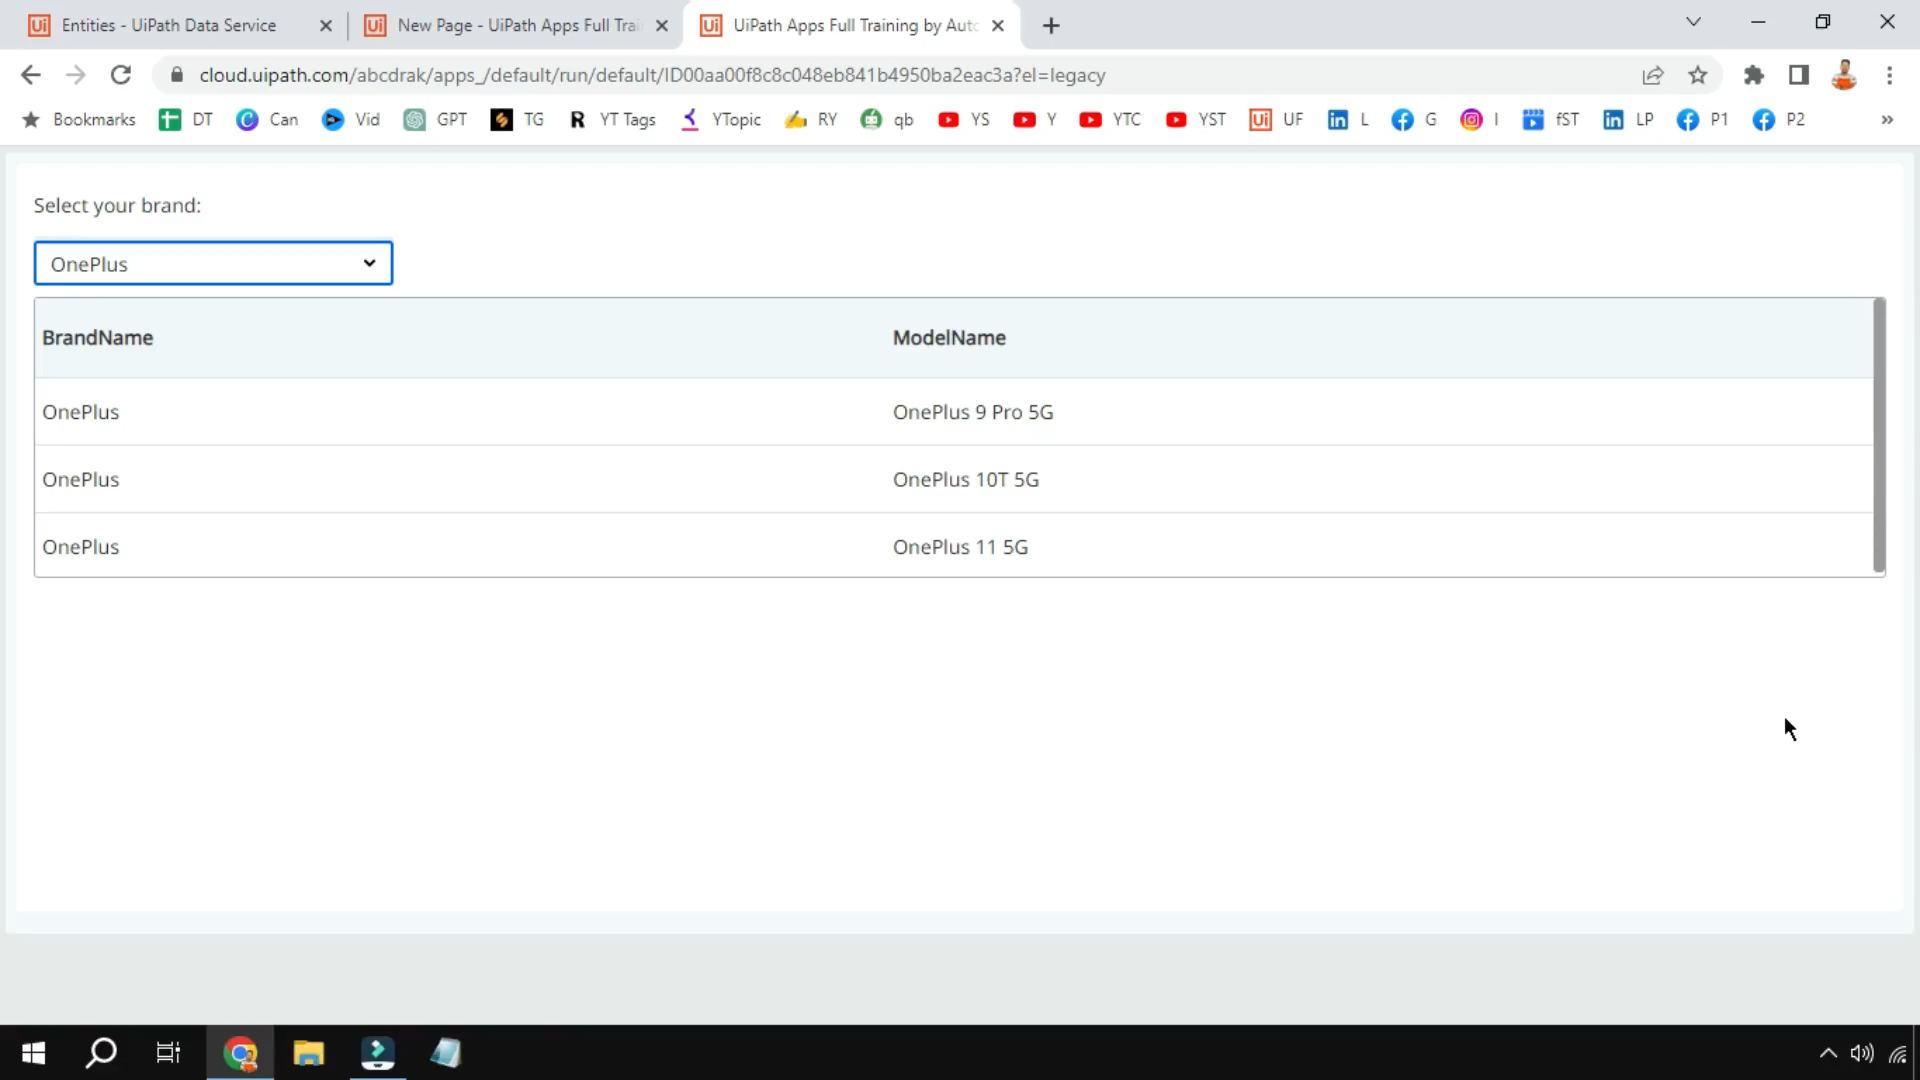 Entities - UiPath Data Service
New Page - UiPath Apps Full Trai
UiPath Apps Full Training by Auto
cloud.uipath.com/abcdrak/apps_/default/run/default/ID00aa00f8c8c048eb841b4950ba2eac3a?el=legacy
Bookmarks DT Can Vid GPT TG YT Tags YTopic RY qb YS Y YTC YST UF L G I fST LP P1 P2 »
Select your brand:
OnePlus
BrandName ModelName
OnePlus OnePlus 9 Pro 5G
OnePlus OnePlus 10T 5G
OnePlus OnePlus 11 5G